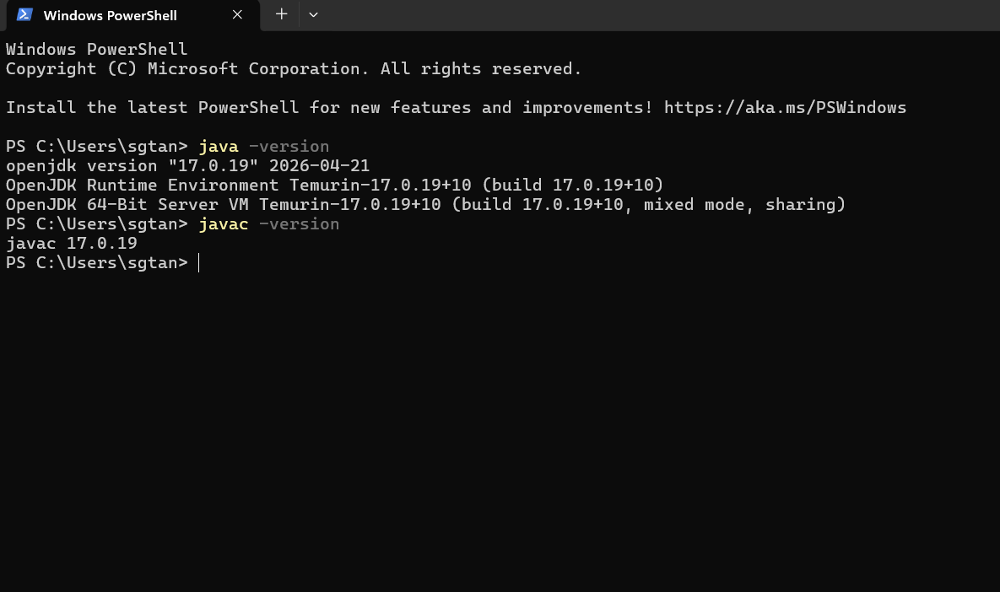 Windows PowerShell
Windows PowerShell
Copyright (C) Microsoft Corporation. All rights reserved.
Install the latest PowerShell for new features and improvements! https://aka.ms/PSWindows
PS C:\Users\sgtan> java -version
openjdk version "17.0.19" 2026-04-21
OpenJDK Runtime Environment Temurin-17.0.19+10 (build 17.0.19+10)
OpenJDK 64-Bit Server VM Temurin-17.0.19+10 (build 17.0.19+10, mixed mode, sharing)
PS C:\Users\sgtan> javac -version
javac 17.0.19
PS C:\Users\sgtan>